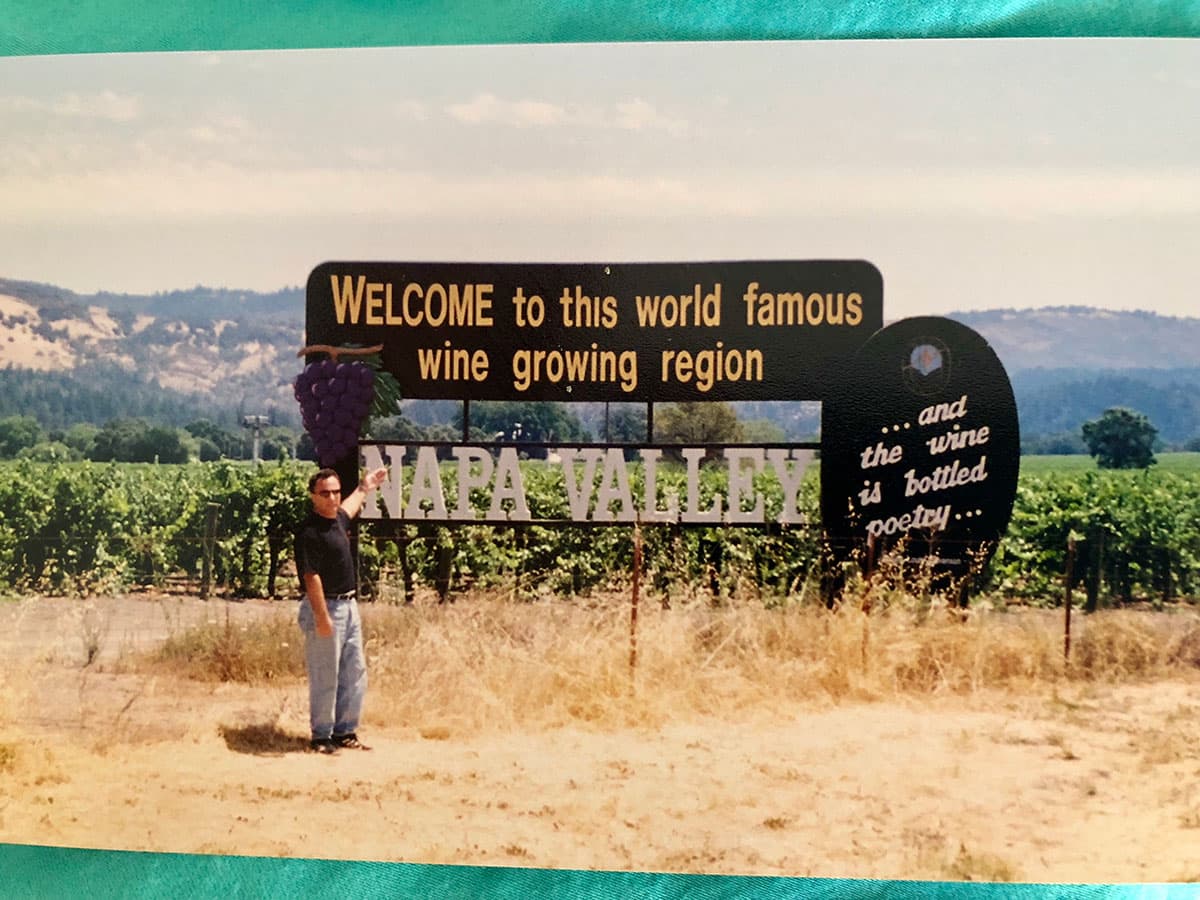 WELCOME to this world famous
wine growing region
NAPA VALLEY
... and
the wine
is bottled
poetry...